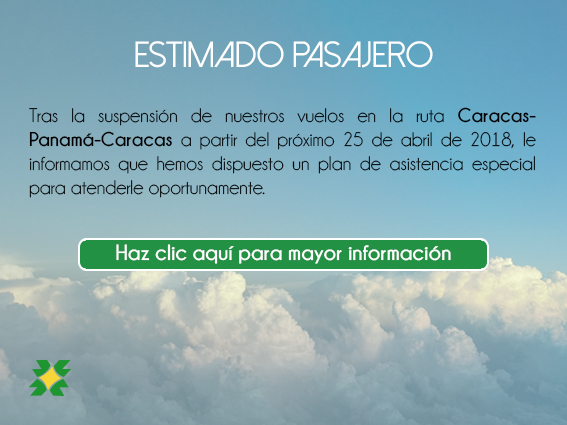 ESTIMADO PASAJERO
Tras la suspensión de nuestros vuelos en la ruta Caracas-
Panamá-Caracas a partir del próximo 25 de abril de 2018, le
informamos que hemos dispuesto un plan de asistencia especial
para atenderle oportunamente.
Haz clic aquí para mayor información